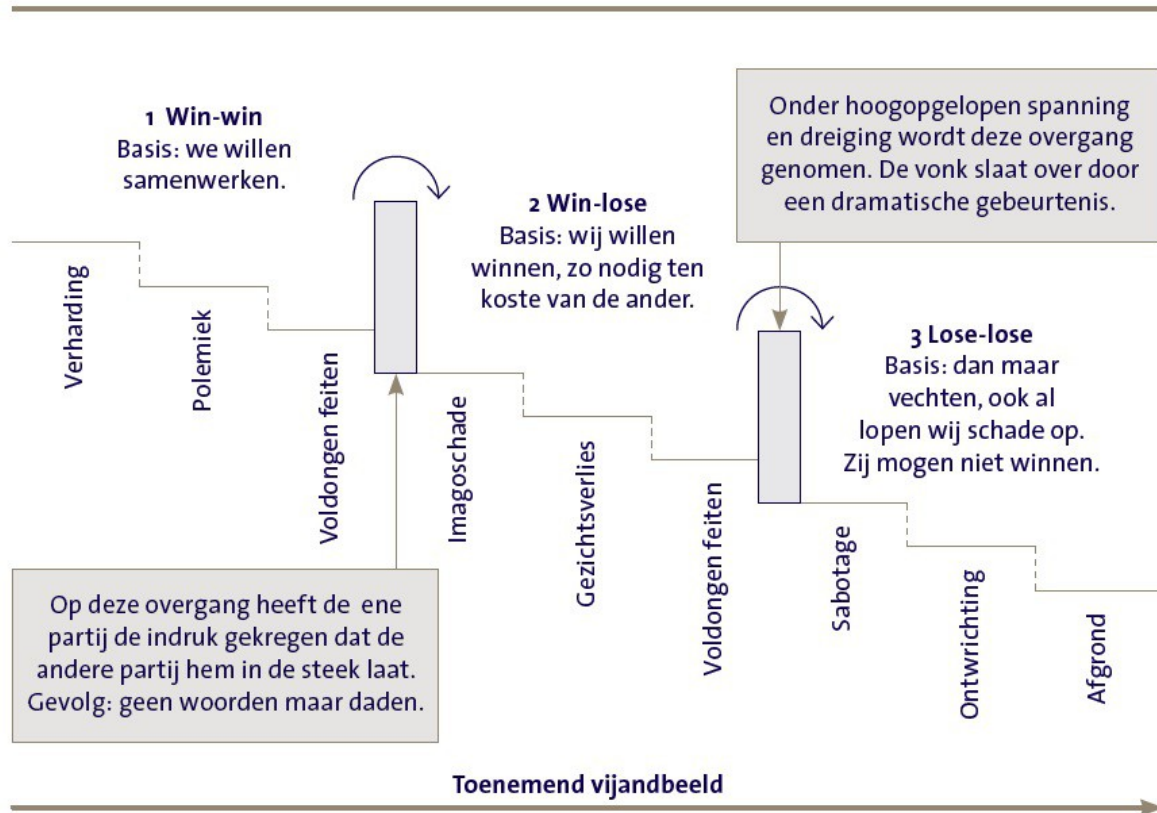 1 Win-win
Basis: we willen
samenwerken.
2 Win-lose
Basis: wij willen
winnen, zo nodig ten
koste van de ander.
Onder hoogopgelopen spanning
en dreiging wordt deze overgang
genomen. De vonk slaat over door
een dramatische gebeurtenis.
3 Lose-lose
Basis: dan maar
vechten, ook al
lopen wij schade op.
Zij mogen niet winnen.
Verharding
Polemiek
Voldongen feiten
Imagoschade
Gezichtsverlies
Voldongen feiten
Sabotage
Ontwrichting
Afgrond
Op deze overgang heeft de ene
partij de indruk gekregen dat de
andere partij hem in de steek laat.
Gevolg: geen woorden maar daden.
Toenemend vijandbeeld